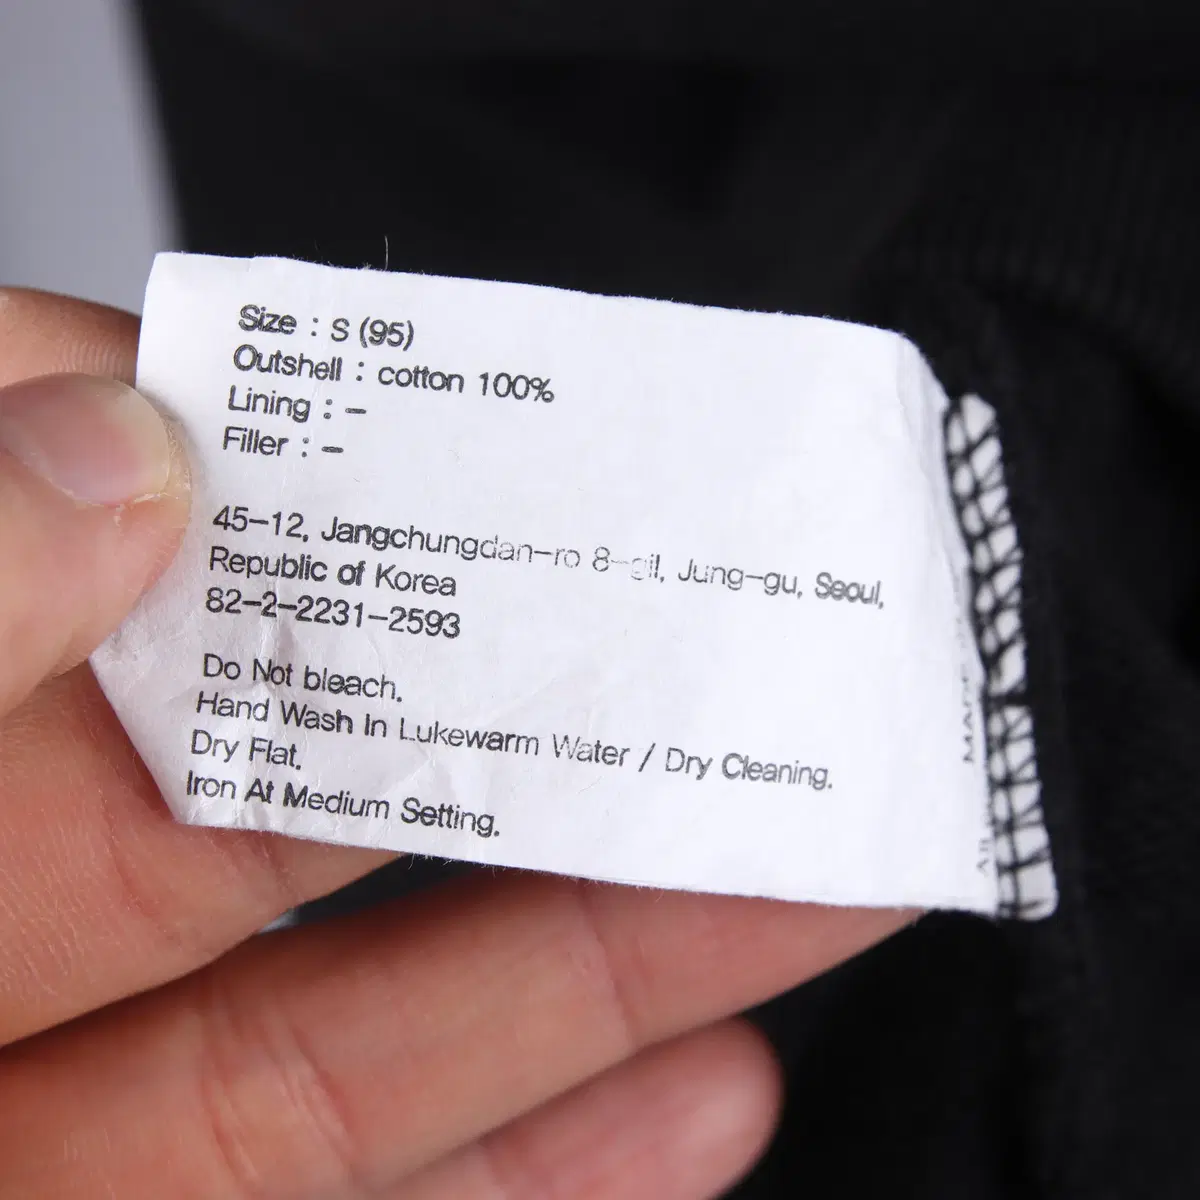 Size : S (95)
Outshell : cotton 100%
Lining : –
Filler : –
45–12, Jangchungdan–ro 8–gil, Jung–gu, Seoul,
Republic of Korea
82–2–2231–2593
Do Not bleach.
Hand Wash In Lukewarm Water / Dry Cleaning.
Dry Flat.
Iron At Medium Setting.